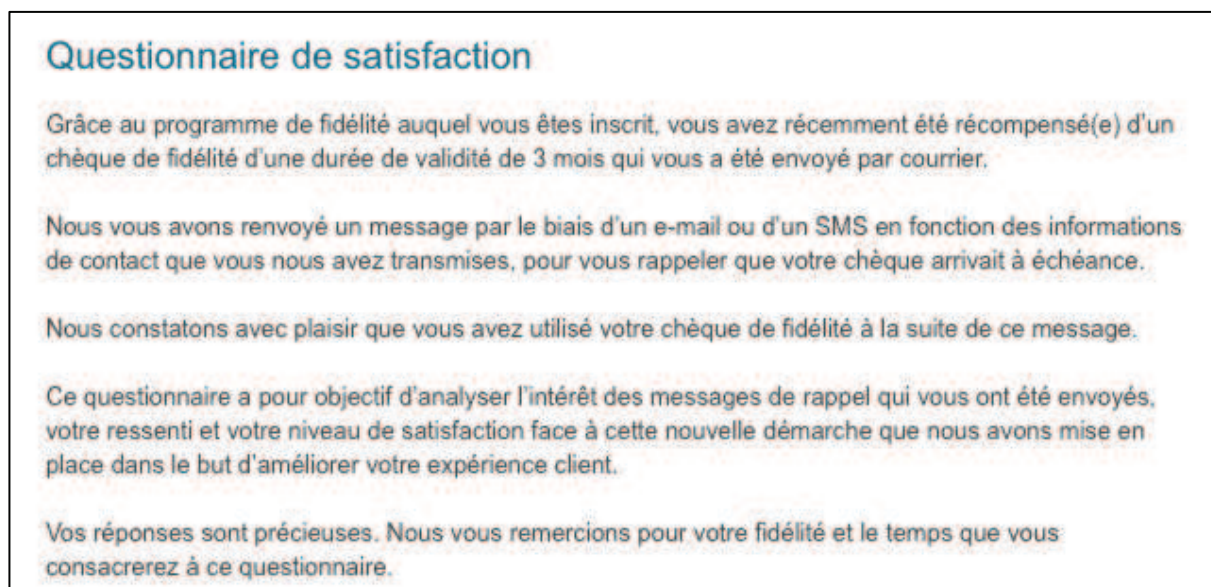 Questionnaire de satisfaction
Grâce au programme de fidélité auquel vous êtes inscrit, vous avez récemment été récompensé(e) d'un
chèque de fidélité d'une durée de validité de 3 mois qui vous a été envoyé par courrier.
Nous vous avons renvoyé un message par le biais d'un e-mail ou d'un SMS en fonction des informations
de contact que vous nous avez transmises, pour vous rappeler que votre chèque arrivait à échéance.
Nous constatons avec plaisir que vous avez utilisé votre chèque de fidélité à la suite de ce message.
Ce questionnaire a pour objectif d'analyser l'intérêt des messages de rappel qui vous ont été envoyés,
votre ressenti et votre niveau de satisfaction face à cette nouvelle démarche que nous avons mise en
place dans le but d'améliorer votre expérience client.
Vos réponses sont précieuses. Nous vous remercions pour votre fidélité et le temps que vous
consacrerez à ce questionnaire.